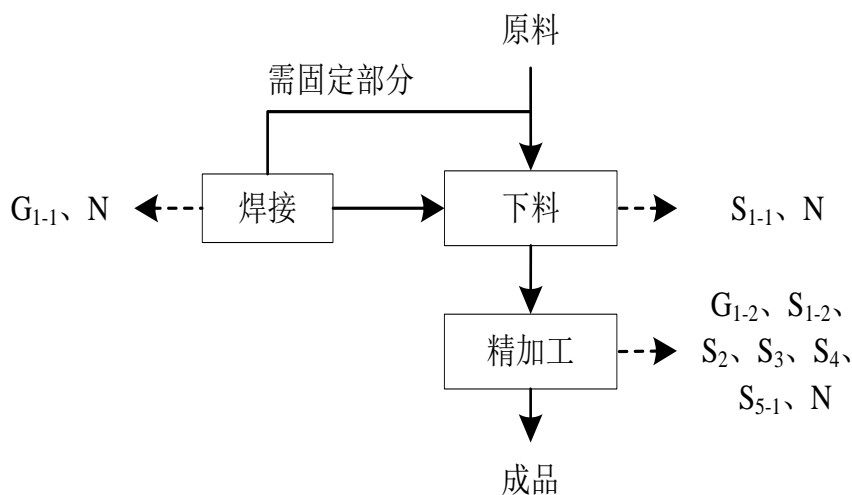 原料
需固定部分
G1-1、N
焊接
下料
S1-1、N
精加工
G1-2、S1-2、
S2、S3、S4、
S5-1、N
成品